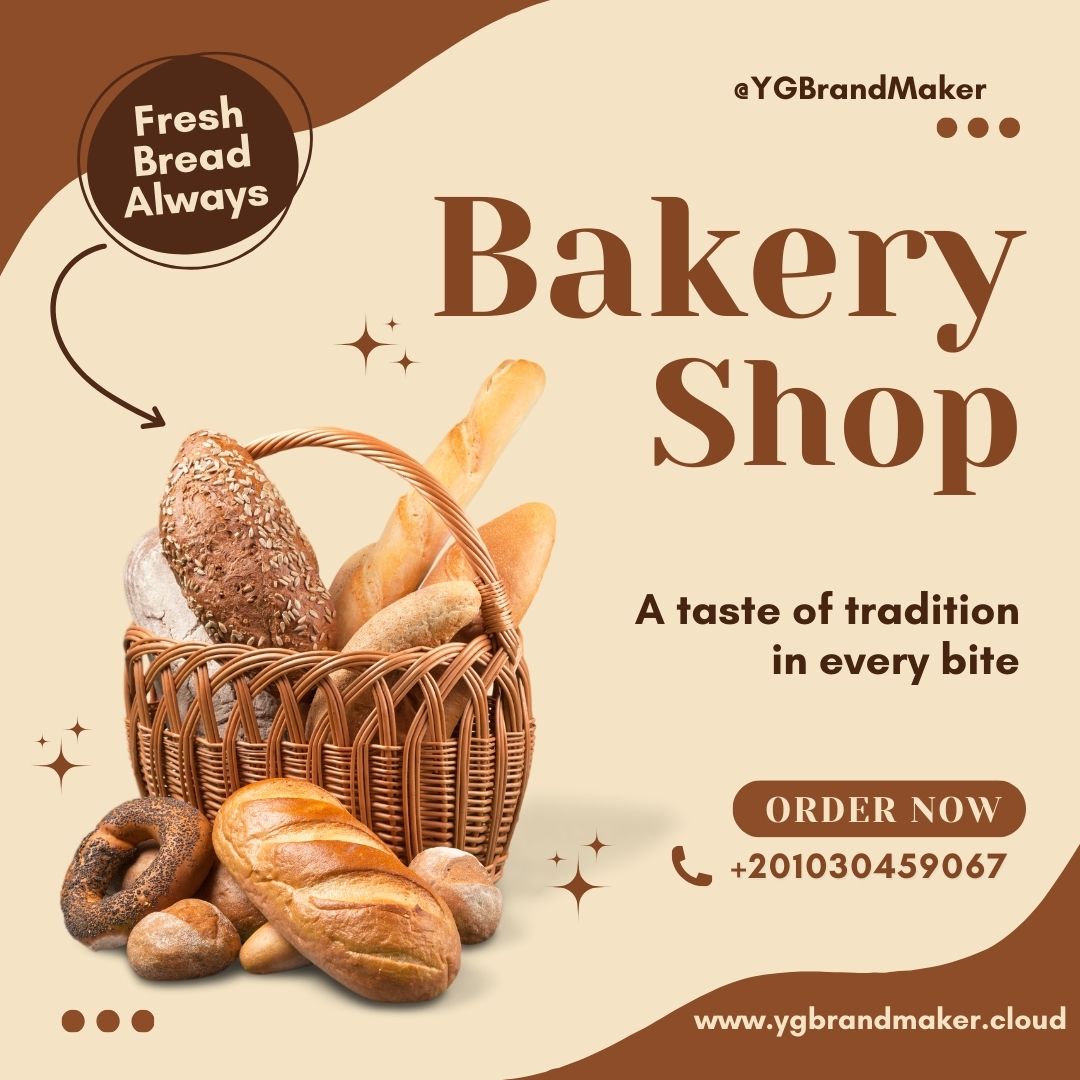 Fresh
Bread
Always
@YGBrandMaker
Bakery
Shop
A taste of tradition
in every bite
ORDER NOW
+201030459067
www.ygbrandmaker.cloud